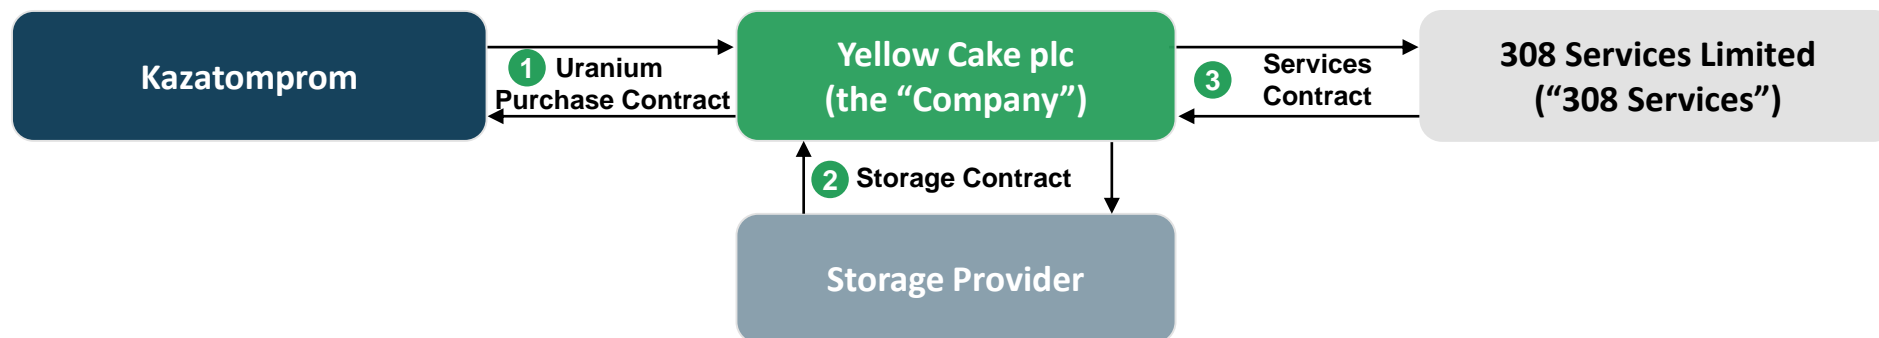 Kazatomprom
1 Uranium
Purchase Contract
Yellow Cake plc
(the “Company”)
3 Services
Contract
308 Services Limited
(“308 Services”)
2 Storage Contract
Storage Provider